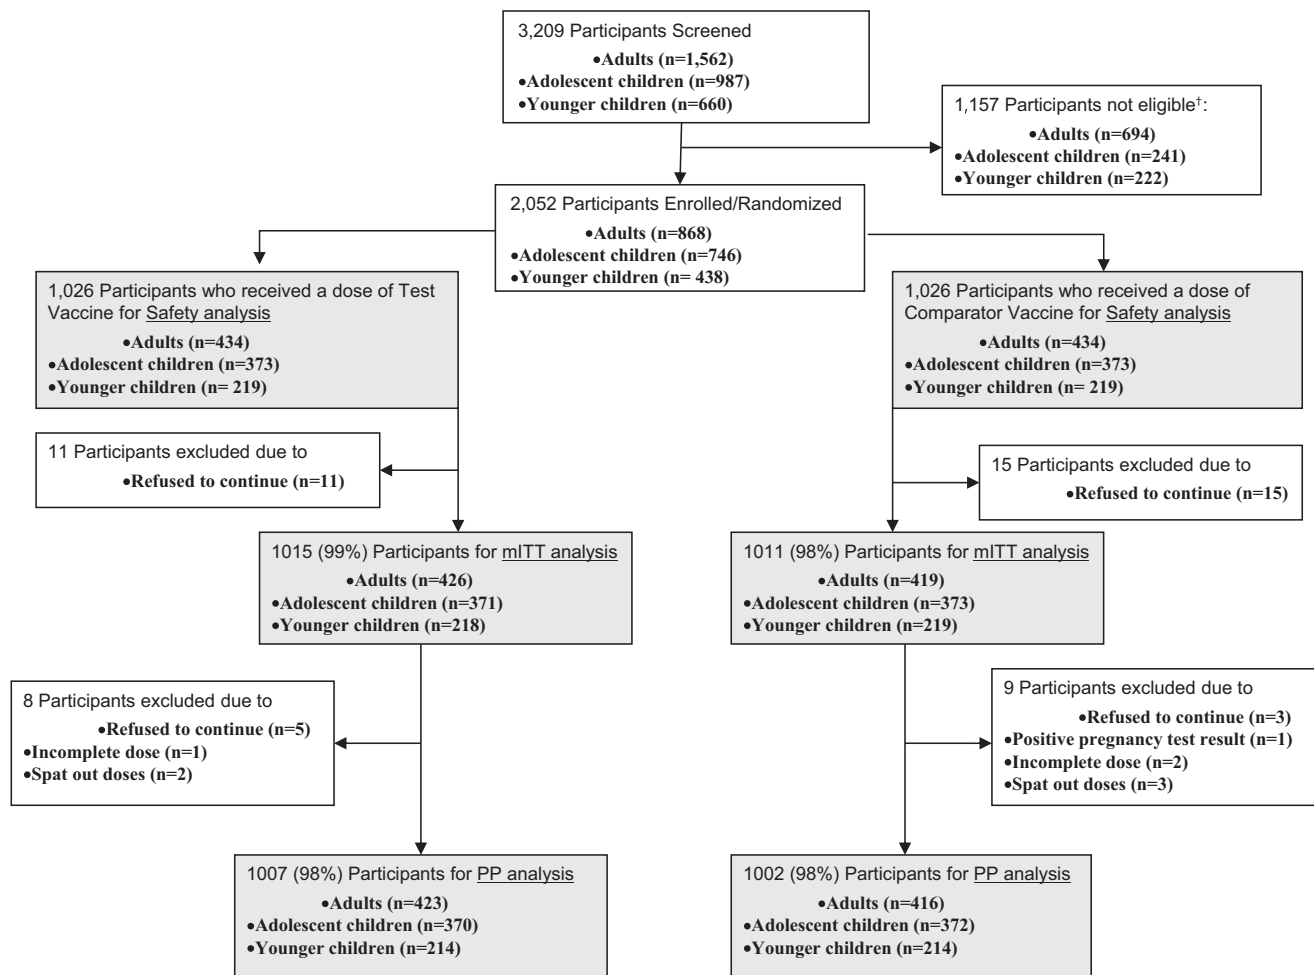 3,209 Participants Screened
•Adults (n=1,562)
•Adolescent children (n=987)
•Younger children (n=660)
1,157 Participants not eligible†:
•Adults (n=694)
•Adolescent children (n=241)
•Younger children (n=222)
2,052 Participants Enrolled/Randomized
•Adults (n=868)
•Adolescent children (n=746)
•Younger children (n= 438)
1,026 Participants who received a dose of Test
Vaccine for Safety analysis
•Adults (n=434)
•Adolescent children (n=373)
•Younger children (n= 219)
1,026 Participants who received a dose of
Comparator Vaccine for Safety analysis
•Adults (n=434)
•Adolescent children (n=373)
•Younger children (n= 219)
11 Participants excluded due to
•Refused to continue (n=11)
15 Participants excluded due to
•Refused to continue (n=15)
1015 (99%) Participants for mITT analysis
•Adults (n=426)
•Adolescent children (n=371)
•Younger children (n=218)
1011 (98%) Participants for mITT analysis
•Adults (n=419)
•Adolescent children (n=373)
•Younger children (n=219)
8 Participants excluded due to
•Refused to continue (n=5)
•Incomplete dose (n=1)
•Spat out doses (n=2)
9 Participants excluded due to
•Refused to continue (n=3)
•Positive pregnancy test result (n=1)
•Incomplete dose (n=2)
•Spat out doses (n=3)
1007 (98%) Participants for PP analysis
•Adults (n=423)
•Adolescent children (n=370)
•Younger children (n=214)
1002 (98%) Participants for PP analysis
•Adults (n=416)
•Adolescent children (n=372)
•Younger children (n=214)